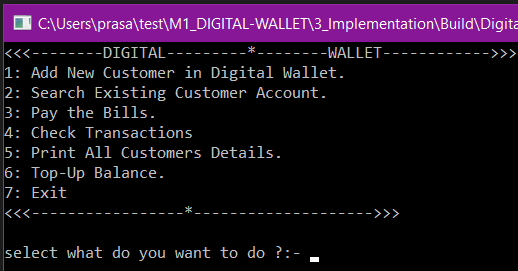 C:\Users\prasa\test\M1_DIGITAL-WALLET\3_Implementation\Build\Digita
<<<--------DIGITAL---------*--------WALLET------------>>>
1: Add New Customer in Digital Wallet.
2: Search Existing Customer Account.
3: Pay the Bills.
4: Check Transactions
5: Print All Customers Details.
6: Top-Up Balance.
7: Exit
<<<-----------------*-------------------->>>
select what do you want to do ?:-